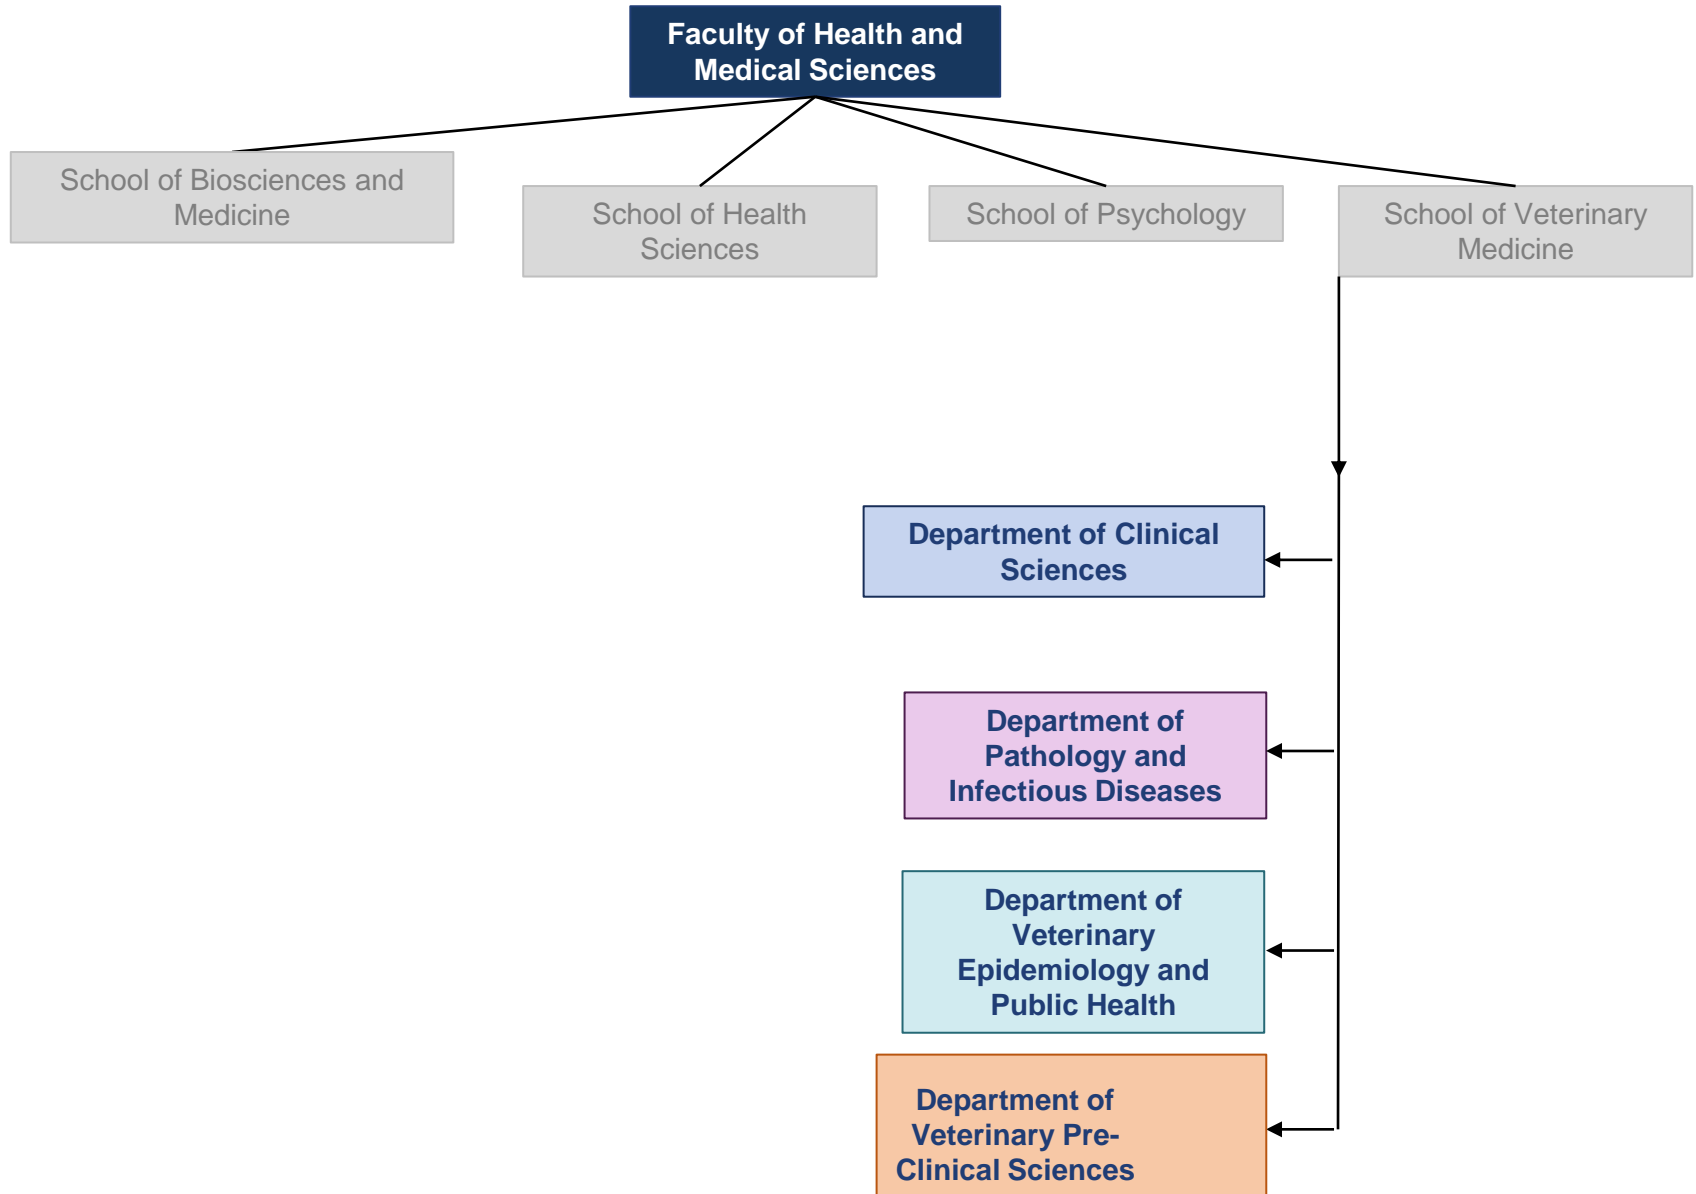 Faculty of Health and
Medical Sciences
School of Biosciences and
Medicine
School of Health
Sciences
School of Psychology
School of Veterinary
Medicine
Department of Clinical
Sciences
Department of
Pathology and
Infectious Diseases
Department of
Veterinary
Epidemiology and
Public Health
Department of
Veterinary Pre-
Clinical Sciences